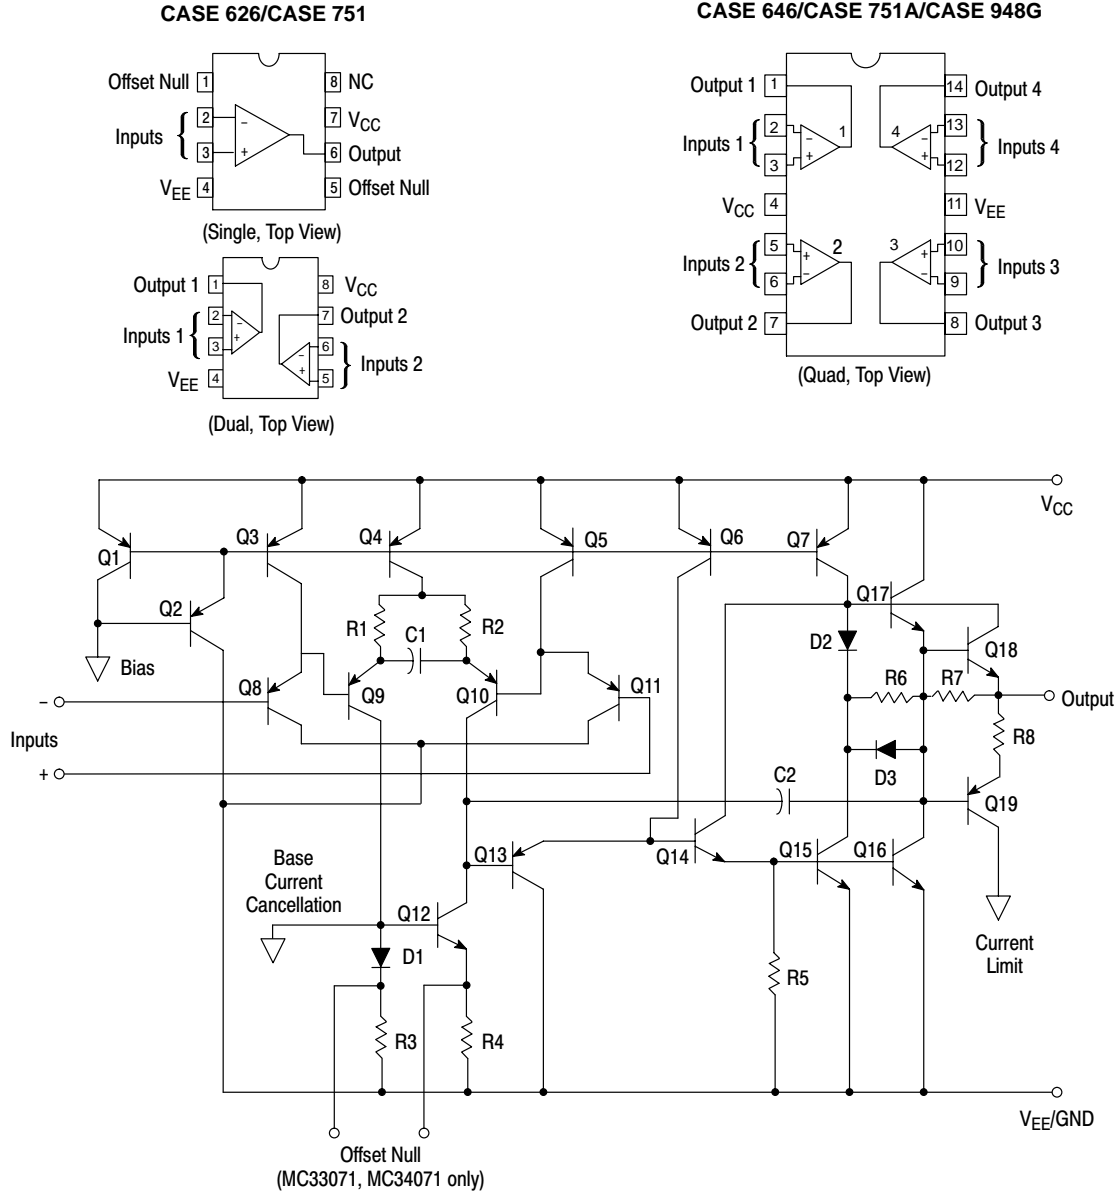 CASE 626/CASE 751
CASE 646/CASE 751A/CASE 948G
Offset Null 1
8 NC
2
7 VCC
Inputs
− +
3
6 Output
VEE 4
5 Offset Null
(Single, Top View)
Output 1 1
8 VCC
2
7 Output 2
Inputs 1
− +
3
6
Inputs 2
− +
VEE 4
5
(Dual, Top View)
Output 1 1
14 Output 4
2
13
Inputs 1
− + 1
4 − +
Inputs 4
3
12
VCC 4
11 VEE
5
10
Inputs 2
+ − 2
3 + −
Inputs 3
6
9
Output 2 7
8 Output 3
(Quad, Top View)
VCC
Q1
Q3
Q4
Q5
Q6
Q7
Q17
Q2
R1
C1
R2
D2
Q18
Bias
Q8
Q9
Q10
Q11
R6
R7
−
Output
Inputs
R8
+
D3
C2
Q19
Base
Current
Cancellation
Q13
Q14
Q15
Q16
Q12
D1
Current
Limit
R5
R3
R4
VEE/GND
Offset Null
(MC33071, MC34071 only)